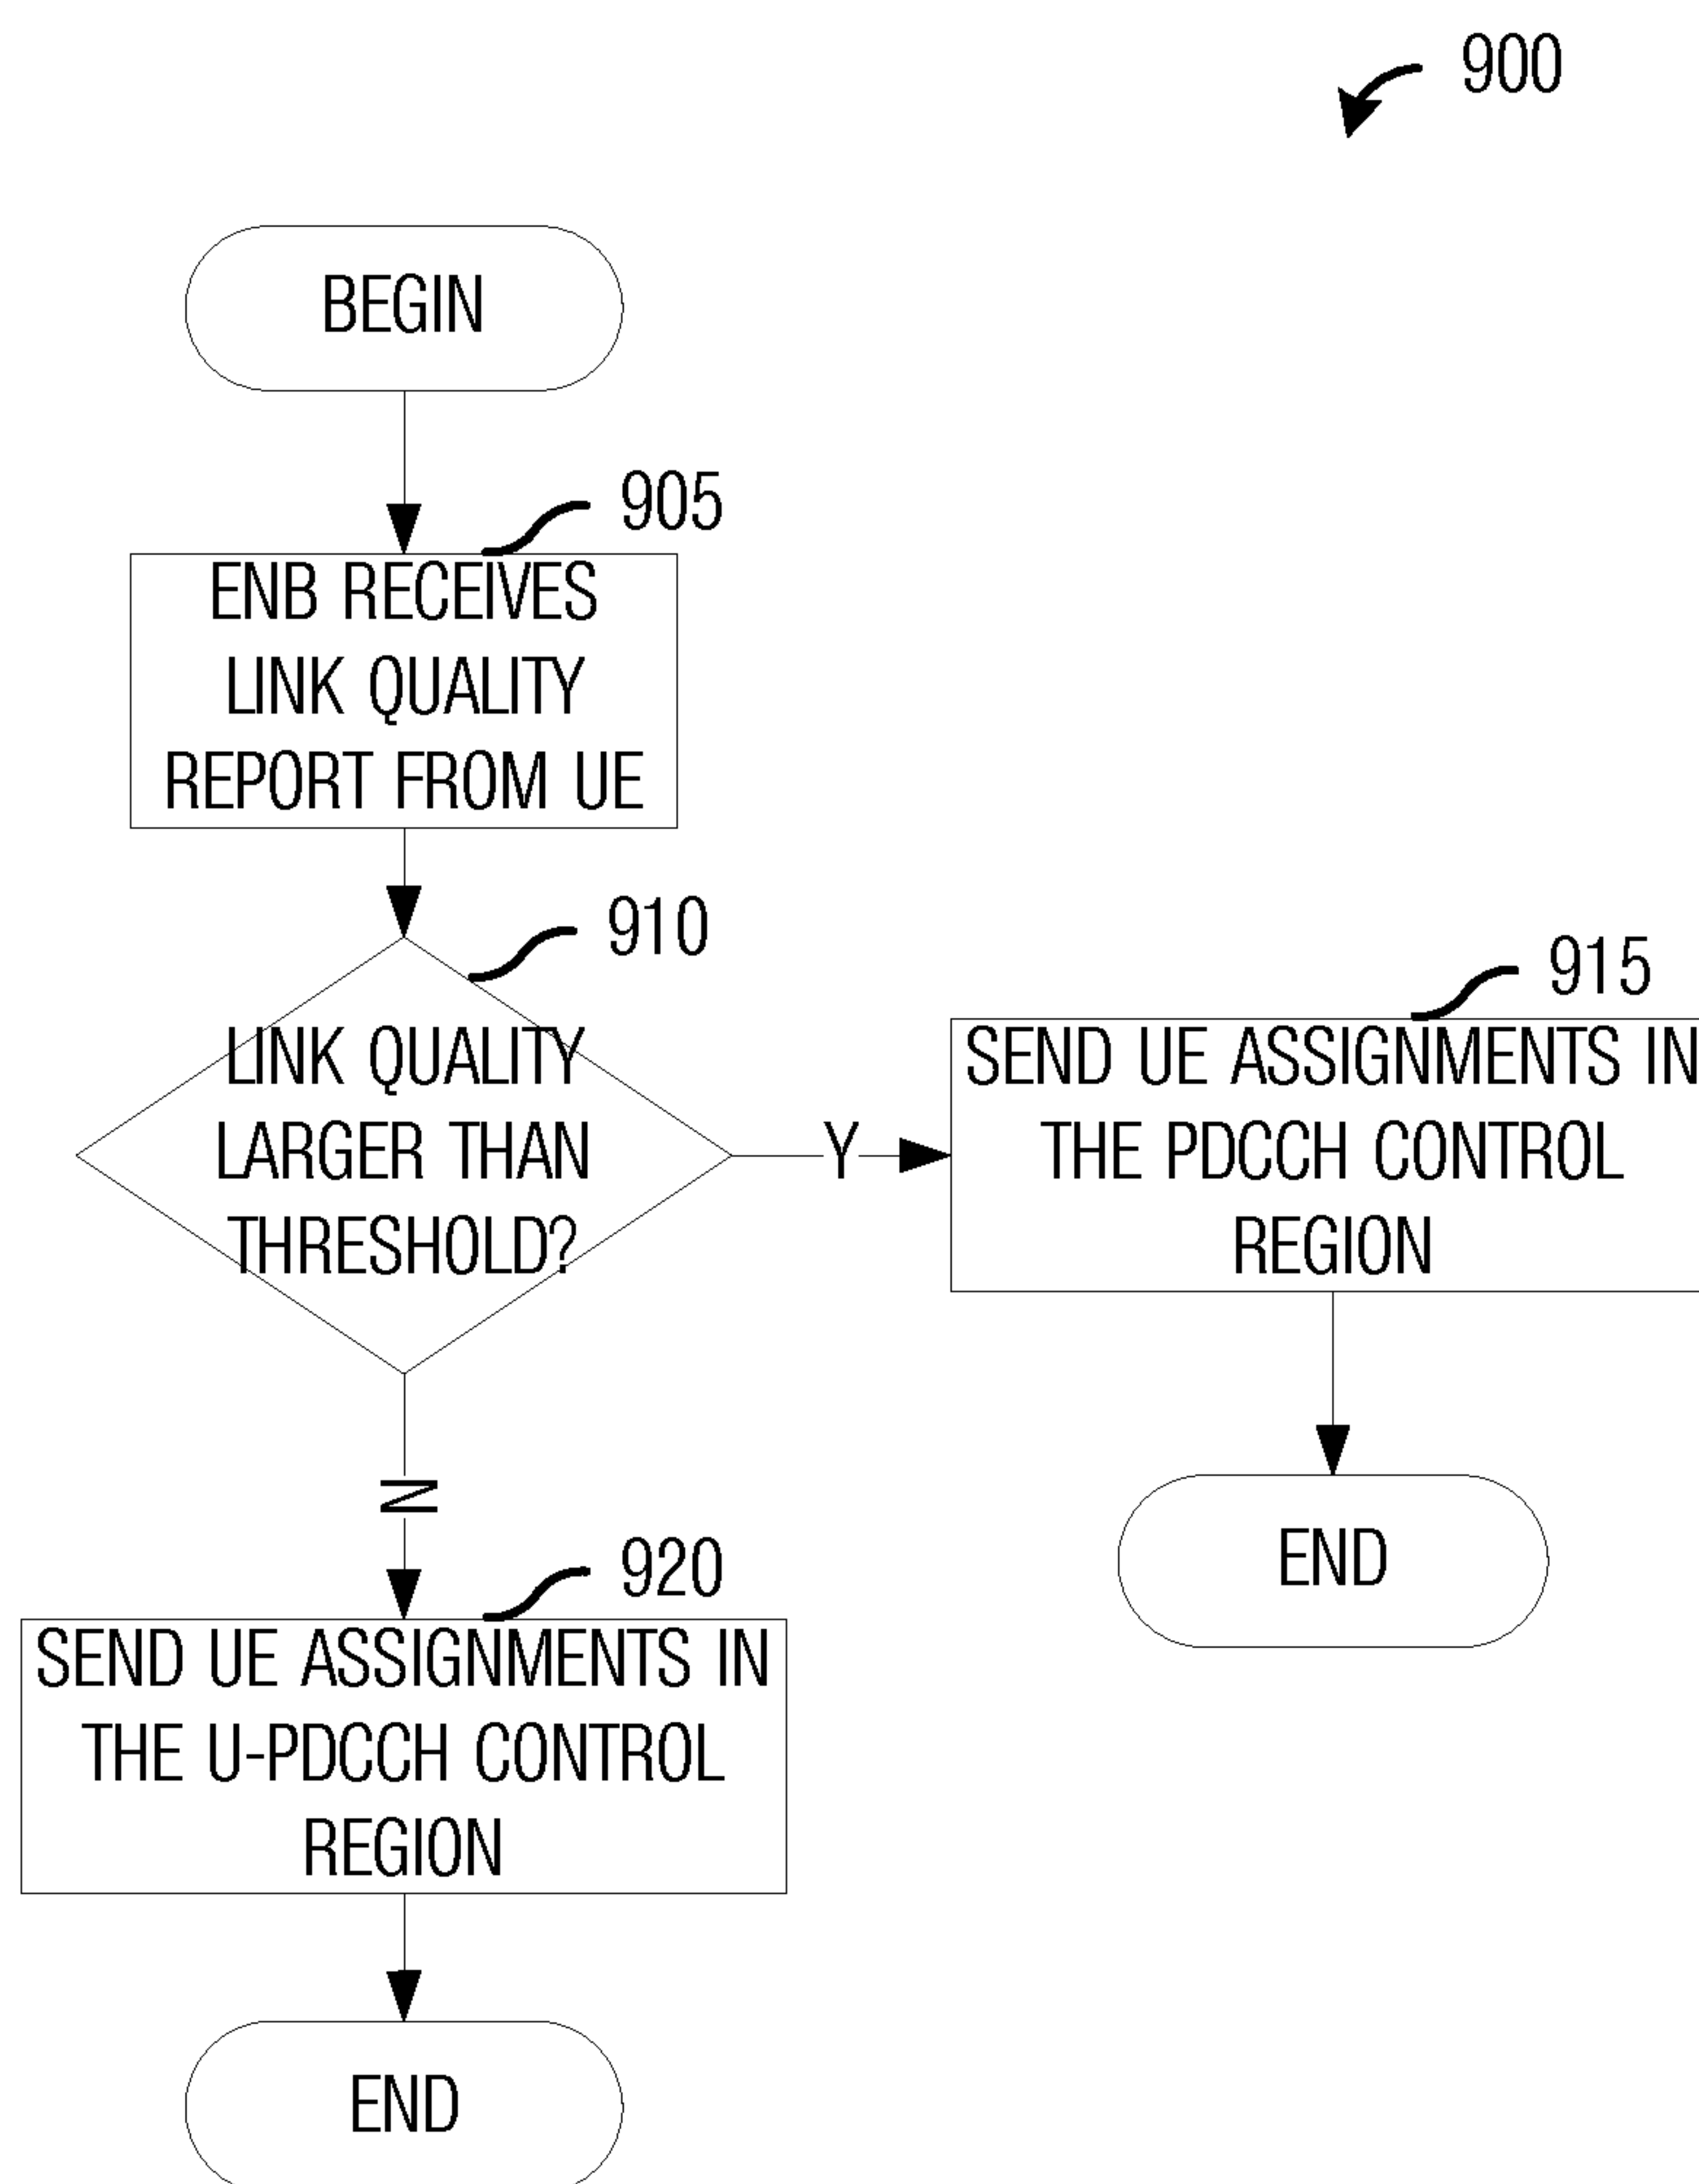 900
BEGIN
905
ENB RECEIVES
LINK QUALITY
REPORT FROM UE
910
LINK QUALITY
LARGER THAN
THRESHOLD?
Y
915
SEND UE ASSIGNMENTS IN
THE PDCCH CONTROL
REGION
END
N
920
SEND UE ASSIGNMENTS IN
THE U-PDCCH CONTROL
REGION
END